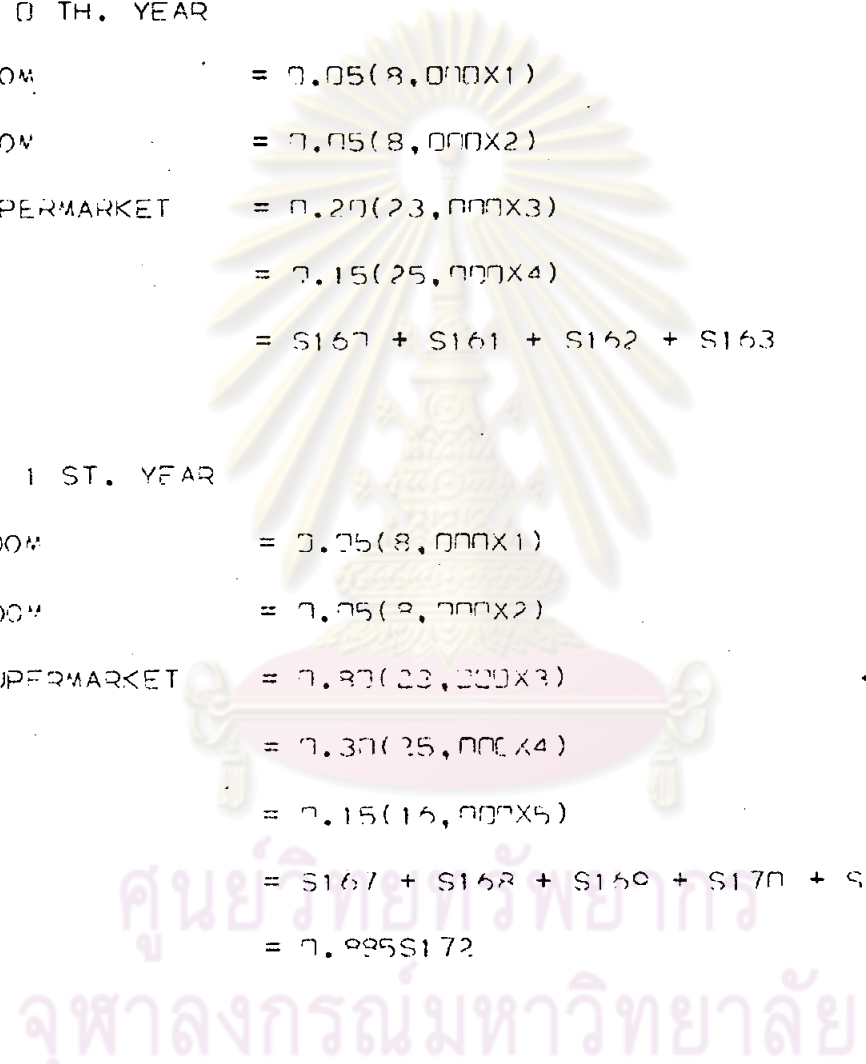 0 TH. YEAR
OM = 0.05(8,000X1)
OM = 0.05(8,000X2)
PERMARKET = 0.20(23,000X3)
= 0.15(25,000X4)
= S160 + S161 + S162 + S163
1 ST. YEAR
OOM = 0.05(8,000X1)
OOM = 0.05(8,000X2)
UPERMARKET = 0.80(23,000X3)
= 0.30(25,000X4)
= 0.15(16,000X5)
= S167 + S168 + S169 + S170 + S
= 0.995S172
ศูนย์วิทยทรัพยากร
จุฬาลงกรณ์มหาวิทยาลัย